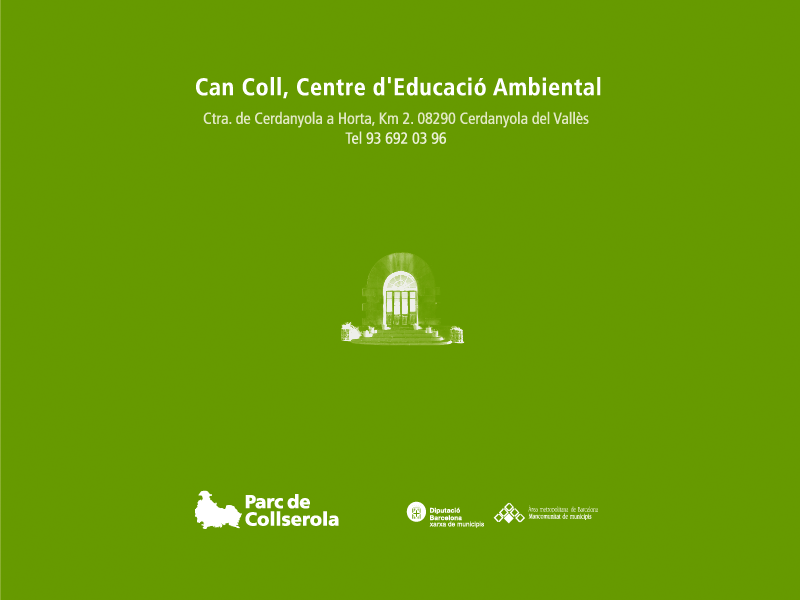 Can Coll, Centre d'Educació Ambiental
Ctra. de Cerdanyola a Horta, Km 2. 08290 Cerdanyola del Vallès
Tel 93 692 03 96
Parc de
Collserola
Diputació
Barcelona
xarxa de municipis
Àrea metropolitana de Barcelona
Mancomunitat de municipis